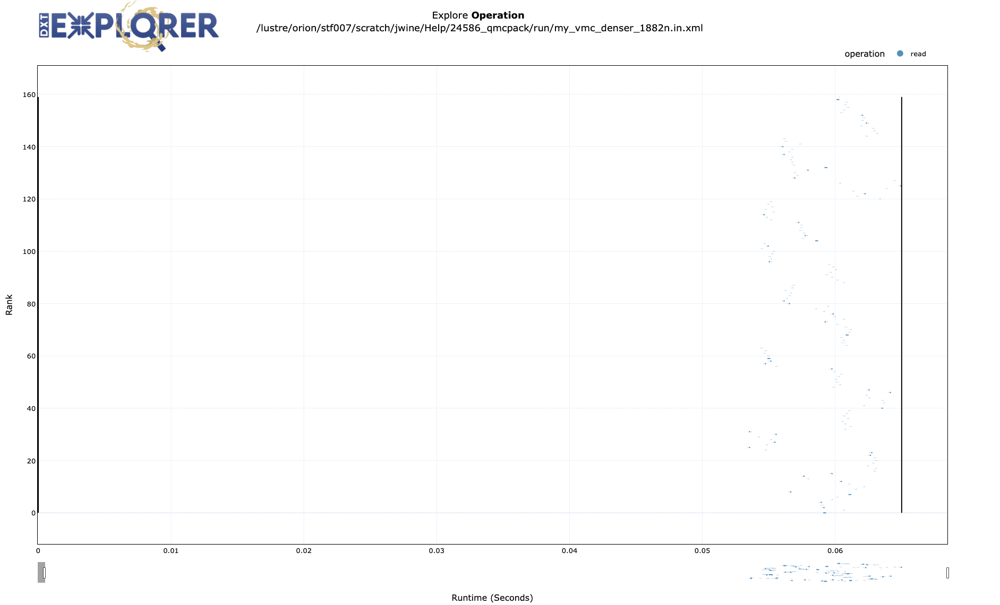 DXT EXPLORER
Explore Operation
/lustre/orion/stf007/scratch/jwine/Help/24586_qmcpack/run/my_vmc_denser_1882n.in.xml
operation read
160
140
120
100
80
60
40
20
0
Rank
0 0.01 0.02 0.03 0.04 0.05 0.06
Runtime (Seconds)